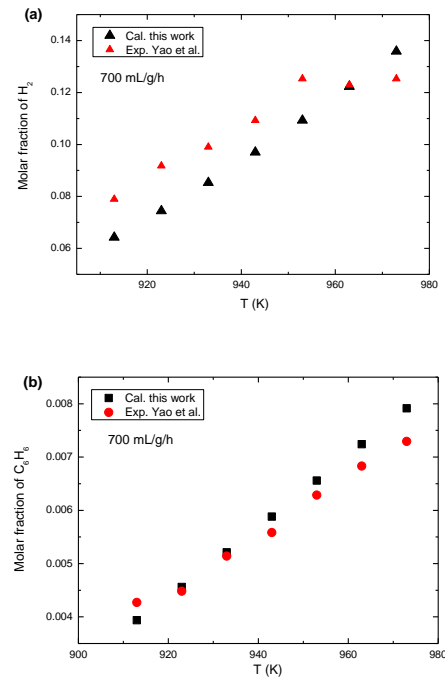 (a)
Cal. this work
Exp. Yao et al.
700 mL/g/h
Molar fraction of H2
0.14
0.12
0.10
0.08
0.06
920 940 960 980
T (K)
(b)
Cal. this work
Exp. Yao et al.
700 mL/g/h
Molar fraction of C6H6
0.008
0.007
0.006
0.005
0.004
900 920 940 960 980
T (K)